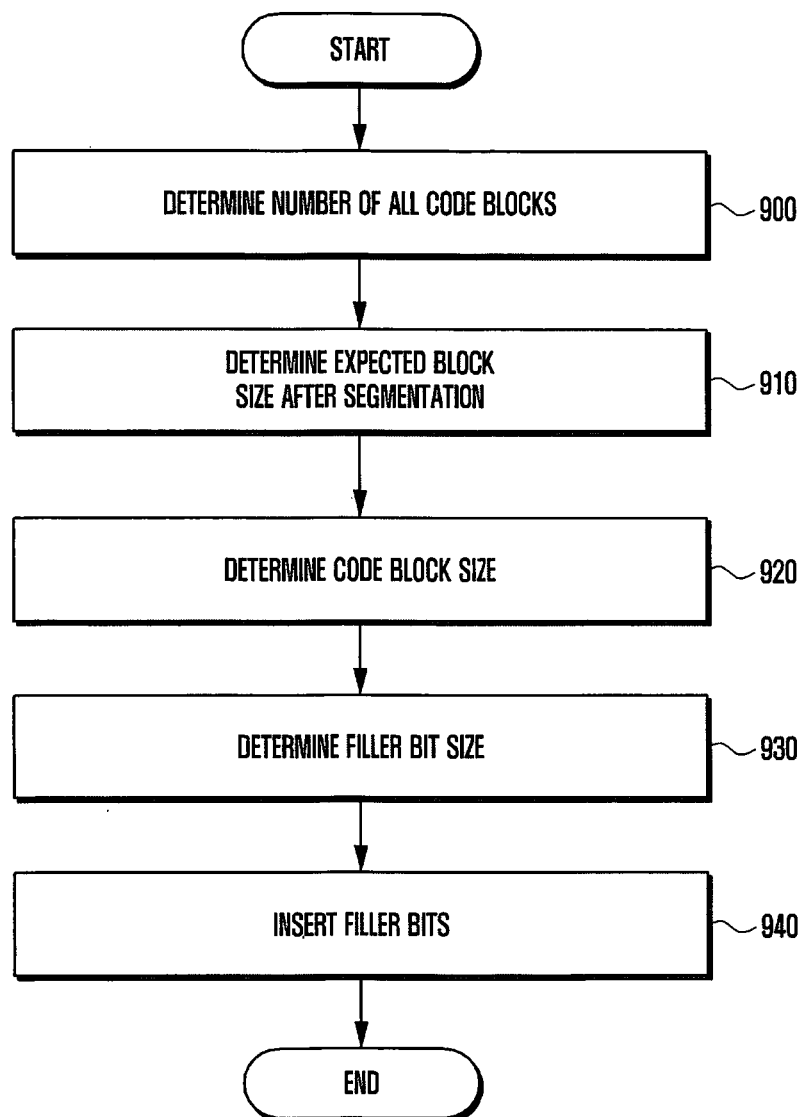 START
DETERMINE NUMBER OF ALL CODE BLOCKS
900
DETERMINE EXPECTED BLOCK
SIZE AFTER SEGMENTATION
910
DETERMINE CODE BLOCK SIZE
920
DETERMINE FILLER BIT SIZE
930
INSERT FILLER BITS
940
END